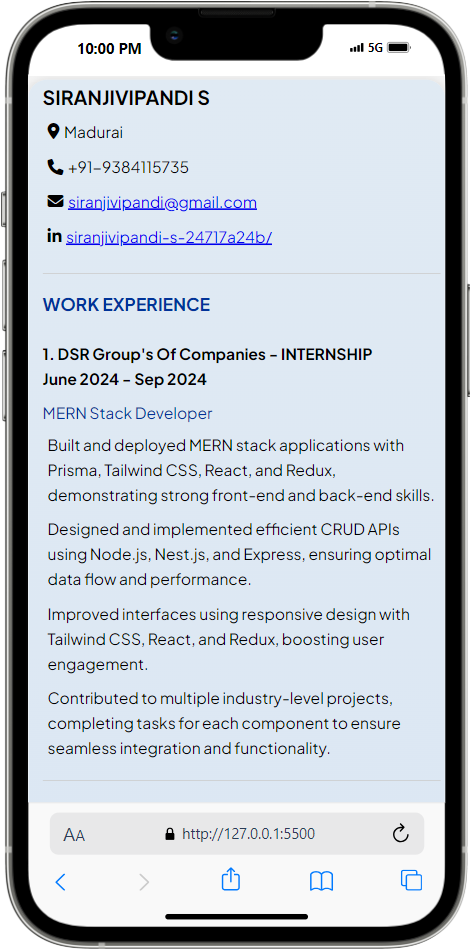 10:00 PM 5G
SIRANJIVIPANDI S
Madurai
+91-9384115735
siranjivipandi@gmail.com
in siranjivipandi-s-24717a24b/
WORK EXPERIENCE
1. DSR Group's Of Companies - INTERNSHIP
June 2024 - Sep 2024
MERN Stack Developer
Built and deployed MERN stack applications with
Prisma, Tailwind CSS, React, and Redux,
demonstrating strong front-end and back-end skills.
Designed and implemented efficient CRUD APIs
using Node.js, Nest.js, and Express, ensuring optimal
data flow and performance.
Improved interfaces using responsive design with
Tailwind CSS, React, and Redux, boosting user
engagement.
Contributed to multiple industry-level projects,
completing tasks for each component to ensure
seamless integration and functionality.
AA http://127.0.0.1:5500